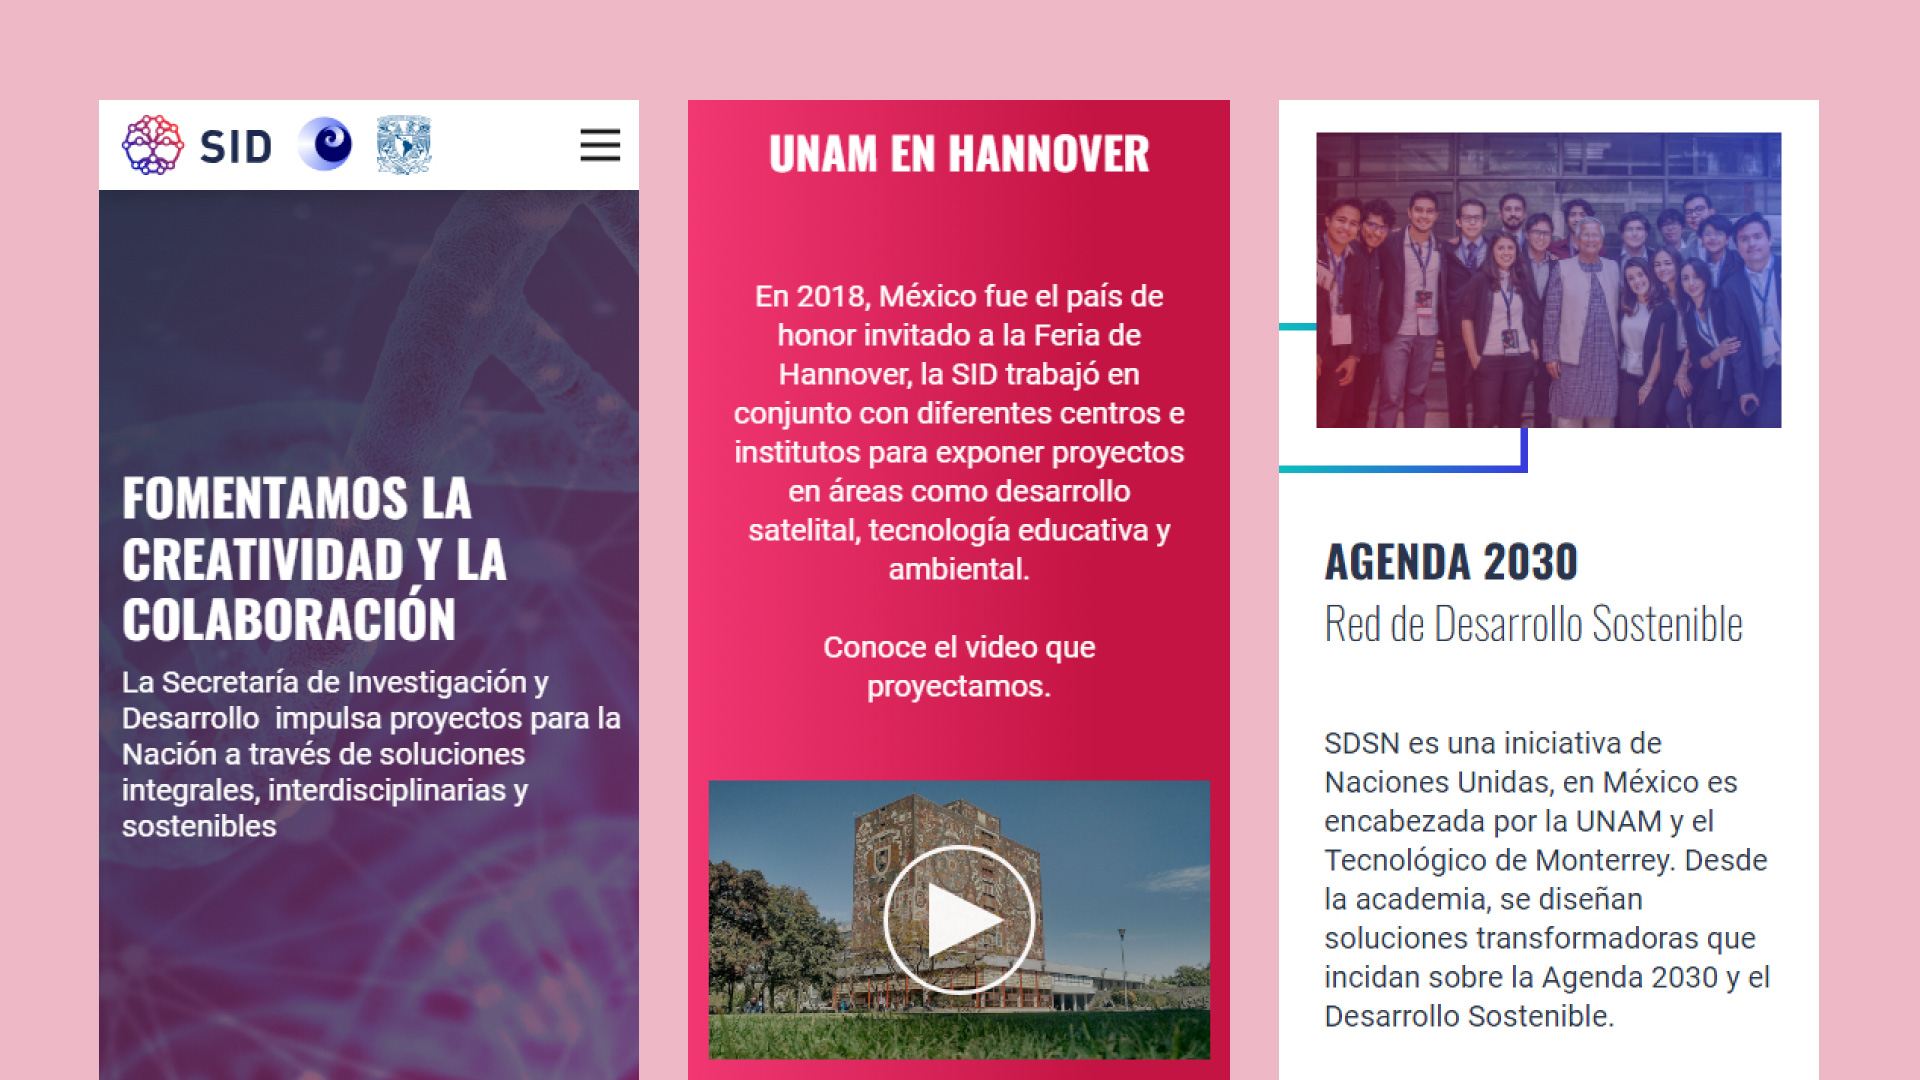 SID
FOMENTAMOS LA
CREATIVIDAD Y LA
COLABORACIÓN
La Secretaría de Investigación y
Desarrollo  impulsa proyectos para la
Nación a través de soluciones
integrales, interdisciplinarias y
sostenibles
UNAM EN HANNOVER
En 2018, México fue el país de
honor invitado a la Feria de
Hannover, la SID trabajó en
conjunto con diferentes centros e
institutos para exponer proyectos
en áreas como desarrollo
satelital, tecnología educativa y
ambiental.
Conoce el video que
proyectamos.
AGENDA 2030
Red de Desarrollo Sostenible
SDSN es una iniciativa de
Naciones Unidas, en México es
encabezada por la UNAM y el
Tecnológico de Monterrey. Desde
la academia, se diseñan
soluciones transformadoras que
incidan sobre la Agenda 2030 y el
Desarrollo Sostenible.